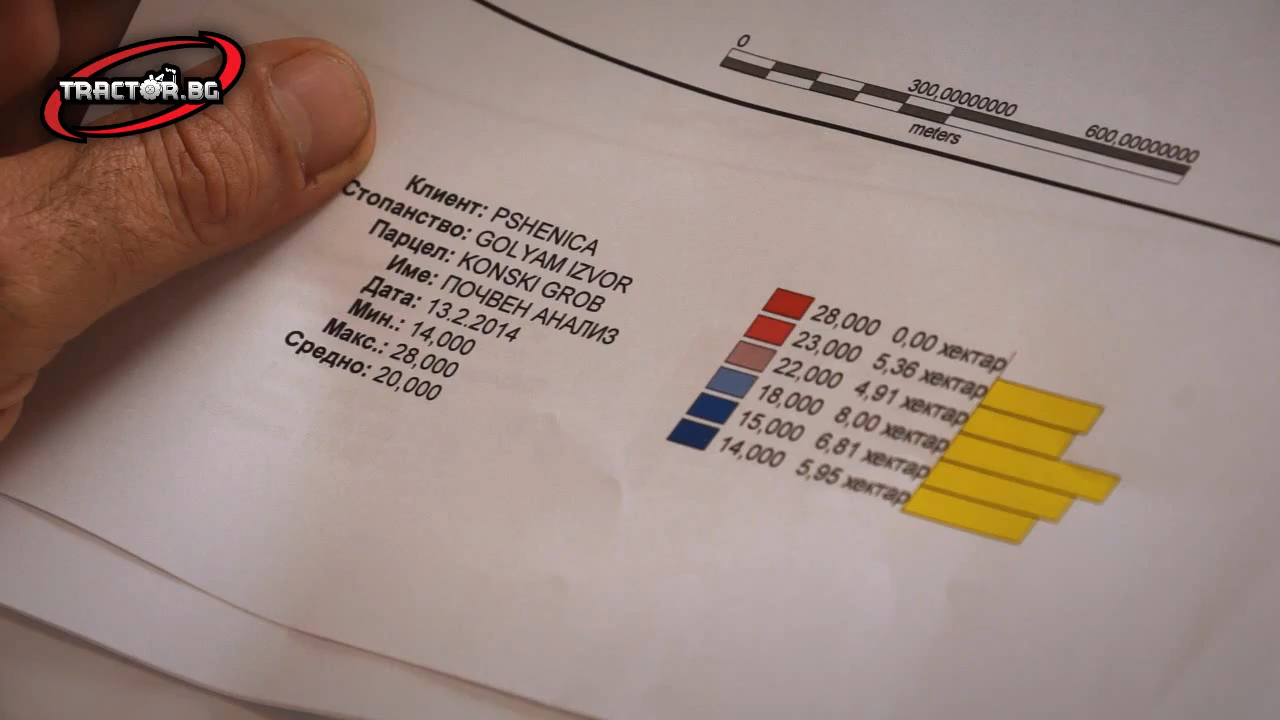 TRACTOR.BG
0 300,00000000 600,00000000
meters
Клиент: PSHENICA
Стопанство: GOLYAM IZVOR
Парцел: KONSKI GROB
Име: ПОЧВЕН АНАЛИЗ
Дата: 13.2.2014
Мин.: 14,000
Макс.: 28,000
Средно: 20,000
28,000 0,00 хектар
23,000 5,36 хектар
22,000 4,91 хектар
18,000 8,00 хектар
15,000 6,81 хектар
14,000 5,95 хектар